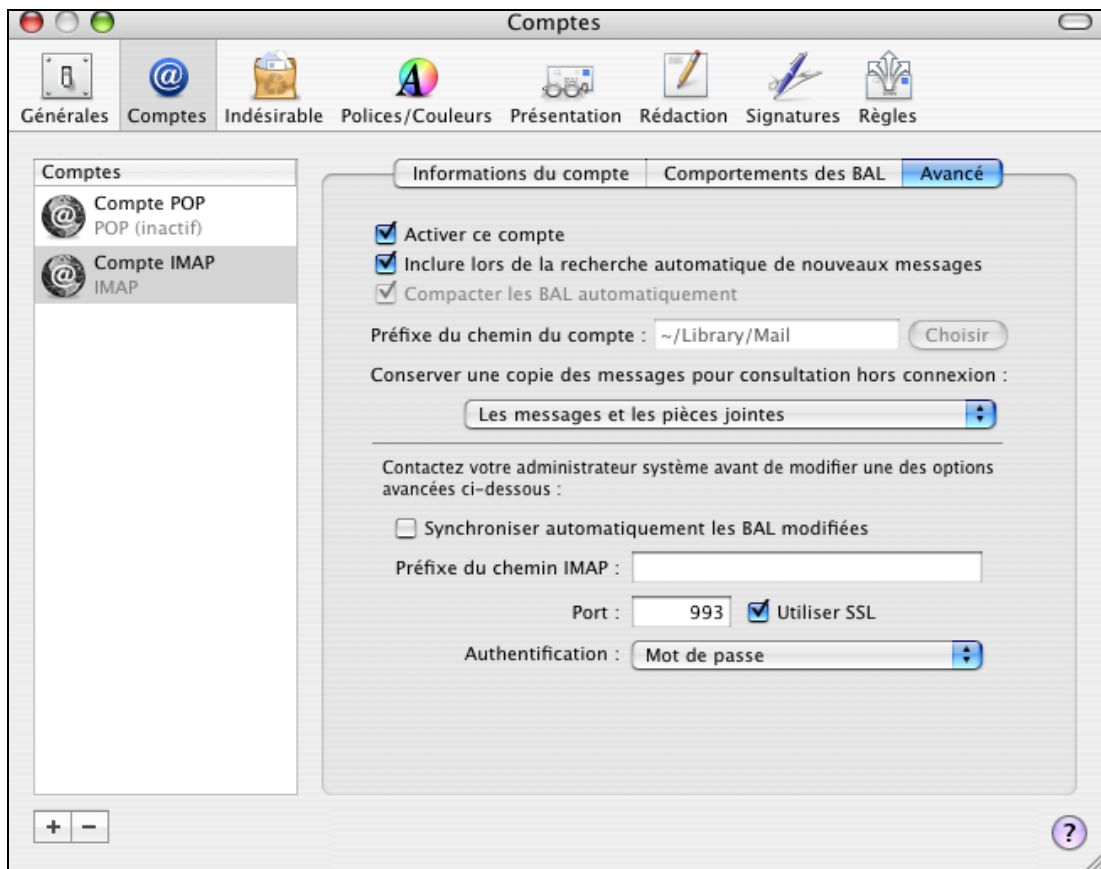 Comptes
Générales Comptes Indésirable Polices/Couleurs Présentation Rédaction Signatures Règles
Comptes
Compte POP
POP (inactif)
Compte IMAP
IMAP
Informations du compte Comportements des BAL Avancé
Activer ce compte
Inclure lors de la recherche automatique de nouveaux messages
Compacter les BAL automatiquement
Préfixe du chemin du compte : ~/Library/Mail Choisir
Conserver une copie des messages pour consultation hors connexion :
Les messages et les pièces jointes
Contactez votre administrateur système avant de modifier une des options
avancées ci-dessous :
Synchroniser automatiquement les BAL modifiées
Préfixe du chemin IMAP :
Port : 993 Utiliser SSL
Authentification : Mot de passe
+ − ?